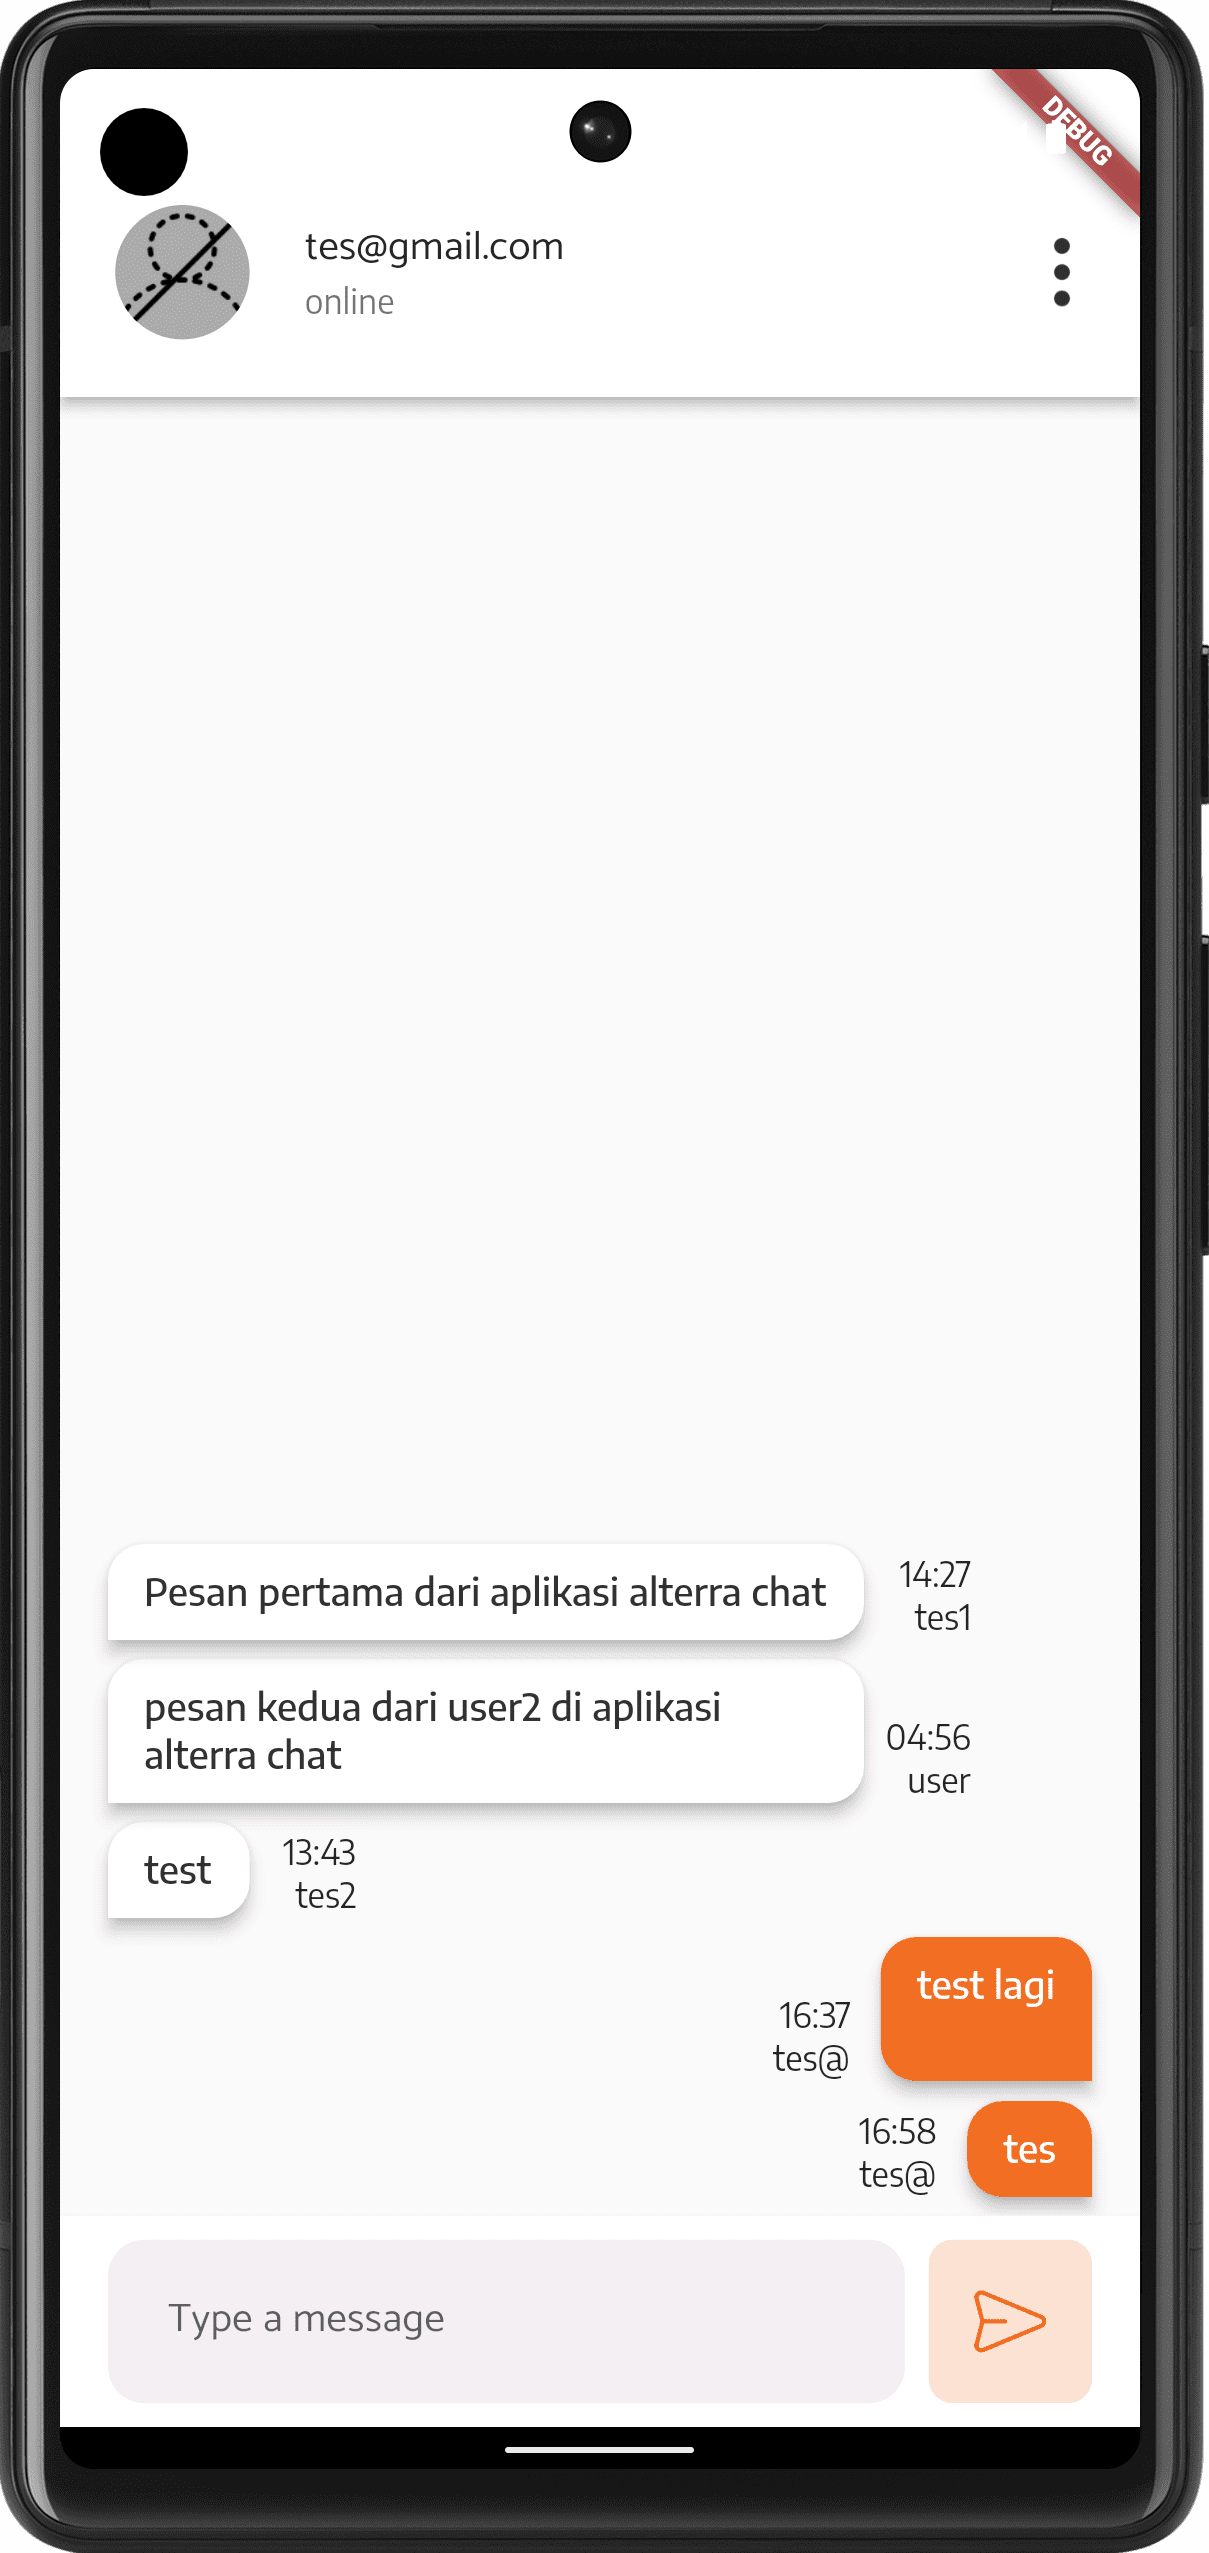 DEBUG
tes@gmail.com
online
Pesan pertama dari aplikasi alterra chat
14:27
tes1
pesan kedua dari user2 di aplikasi
alterra chat
04:56
user
test
13:43
tes2
test lagi
16:37
tes@
tes
16:58
tes@
Type a message